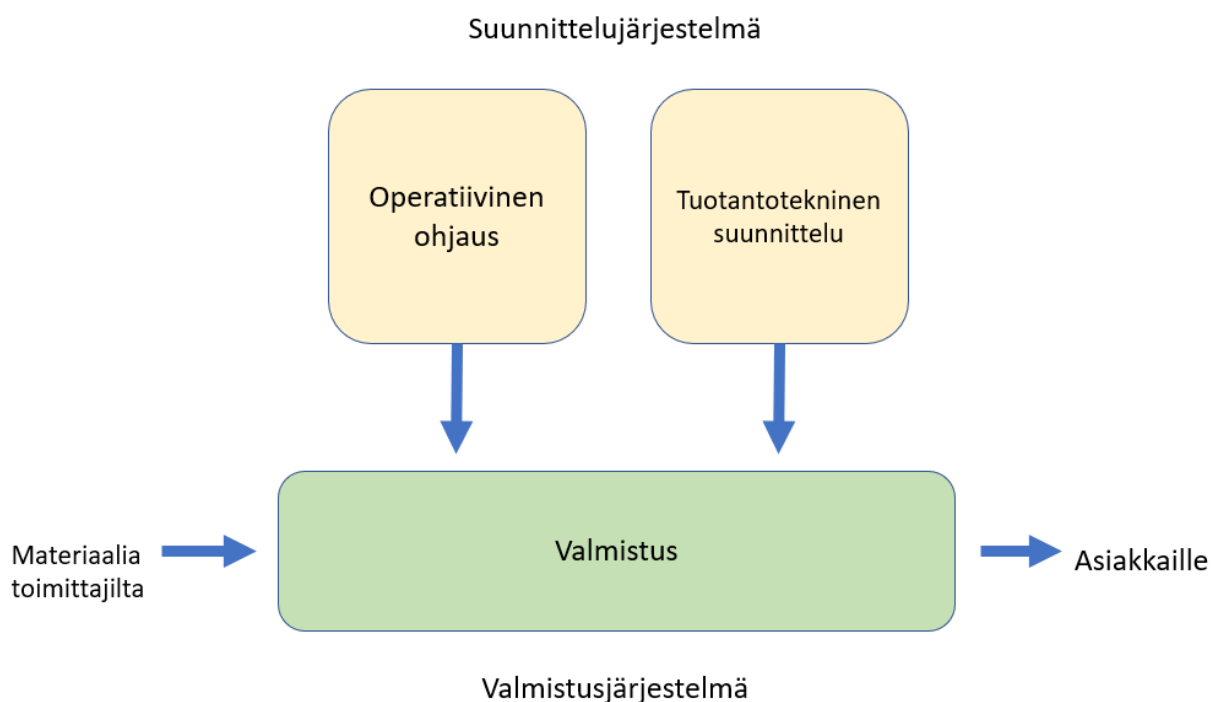 Suunnittelujärjestelmä
Operatiivinen
ohjaus
Tuotantotekninen
suunnittelu
Materiaalia
toimittajilta
Valmistus
Asiakkaille
Valmistusjärjestelmä